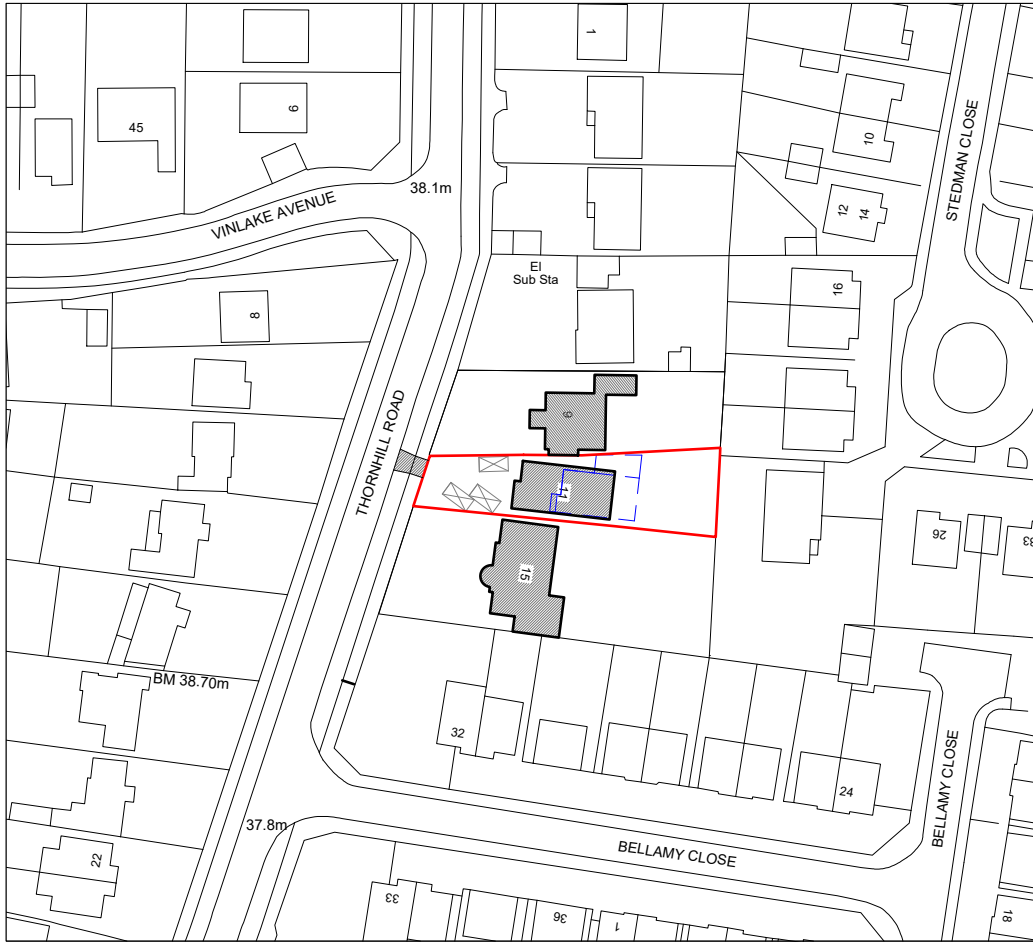 1
45
6
10
STEDMAN CLOSE
38.1m
VINLAKE AVENUE
12
14
El
Sub Sta
16
8
9
THORNHILL ROAD
11
26
33
15
BM 38.70m
32
24
BELLAMY CLOSE
37.8m
BELLAMY CLOSE
22
33
36
1
18